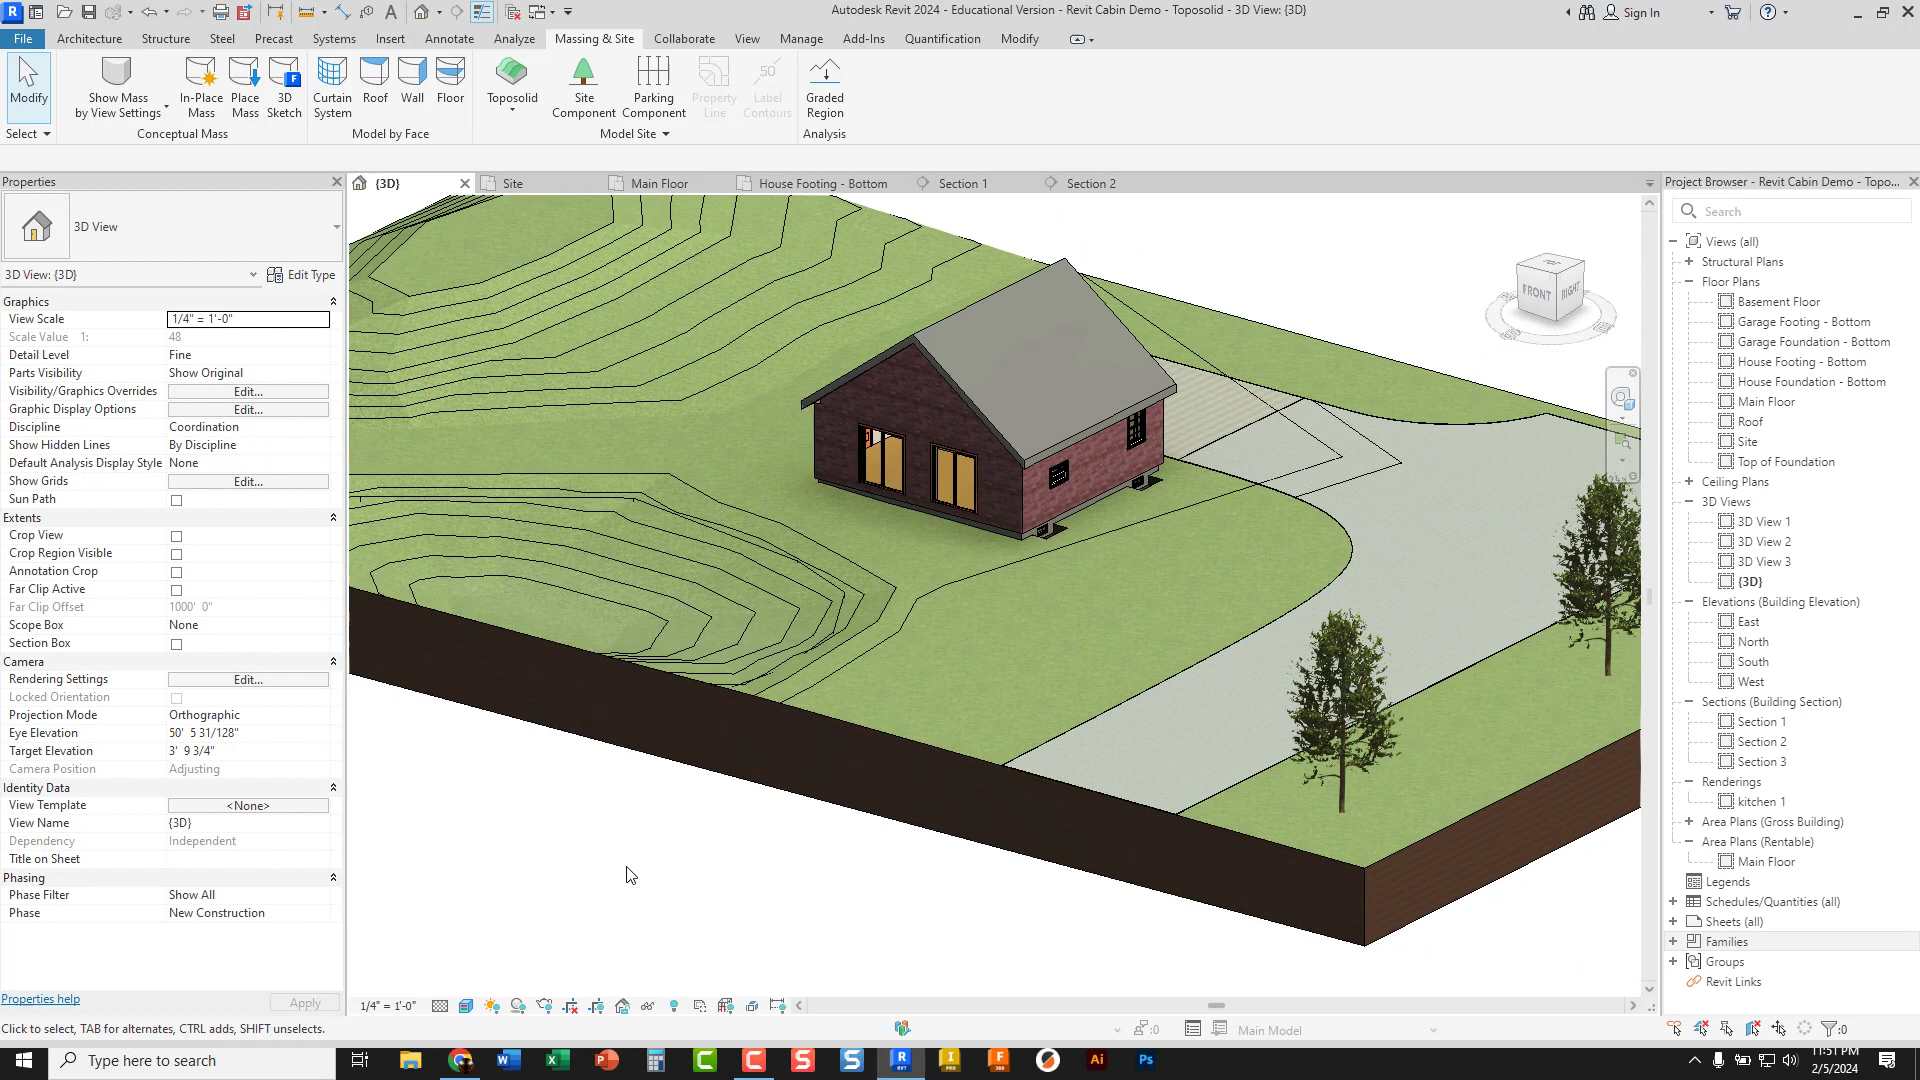 Autodesk Revit 2024 - Educational Version - Revit Cabin Demo - Toposolid - 3D View: {3D}
Sign In
File Architecture Structure Steel Precast Systems Insert Annotate Analyze Massing & Site Collaborate View Manage Add-Ins Quantification Modify
Modify
Show Mass
by View Settings
In-Place
Mass
Place
Mass
3D
Sketch
Curtain
System
Roof
Wall
Floor
Toposolid
Site
Component
Parking
Component
Property
Line
Label
Contours
Graded
Region
Select
Conceptual Mass
Model by Face
Model Site
Analysis
Properties
{3D}
Site
Main Floor
House Footing - Bottom
Section 1
Section 2
Project Browser - Revit Cabin Demo - Topo...
3D View
3D View: {3D}
Edit Type
Graphics
View Scale 1/4" = 1'-0"
Scale Value 1: 48
Detail Level Fine
Parts Visibility Show Original
Visibility/Graphics Overrides Edit...
Graphic Display Options Edit...
Discipline Coordination
Show Hidden Lines By Discipline
Default Analysis Display Style None
Show Grids Edit...
Sun Path
Extents
Crop View
Crop Region Visible
Annotation Crop
Far Clip Active
Far Clip Offset 1000' 0"
Scope Box None
Section Box
Camera
Rendering Settings Edit...
Locked Orientation
Projection Mode Orthographic
Eye Elevation 50' 5 31/128"
Target Elevation 3' 9 3/4"
Camera Position Adjusting
Identity Data
View Template <None>
View Name {3D}
Dependency Independent
Title on Sheet
Phasing
Phase Filter Show All
Phase New Construction
Properties help
Apply
FRONT
RIGHT
Search
Views (all)
Structural Plans
Floor Plans
Basement Floor
Garage Footing - Bottom
Garage Foundation - Bottom
House Footing - Bottom
House Foundation - Bottom
Main Floor
Roof
Site
Top of Foundation
Ceiling Plans
3D Views
3D View 1
3D View 2
3D View 3
{3D}
Elevations (Building Elevation)
East
North
South
West
Sections (Building Section)
Section 1
Section 2
Section 3
Renderings
kitchen 1
Area Plans (Gross Building)
Area Plans (Rentable)
Main Floor
Legends
Schedules/Quantities (all)
Sheets (all)
Families
Groups
Revit Links
1/4" = 1'-0"
Click to select, TAB for alternates, CTRL adds, SHIFT unselects.
:0
Main Model
:0
Type here to search
11:51 PM
2/5/2024